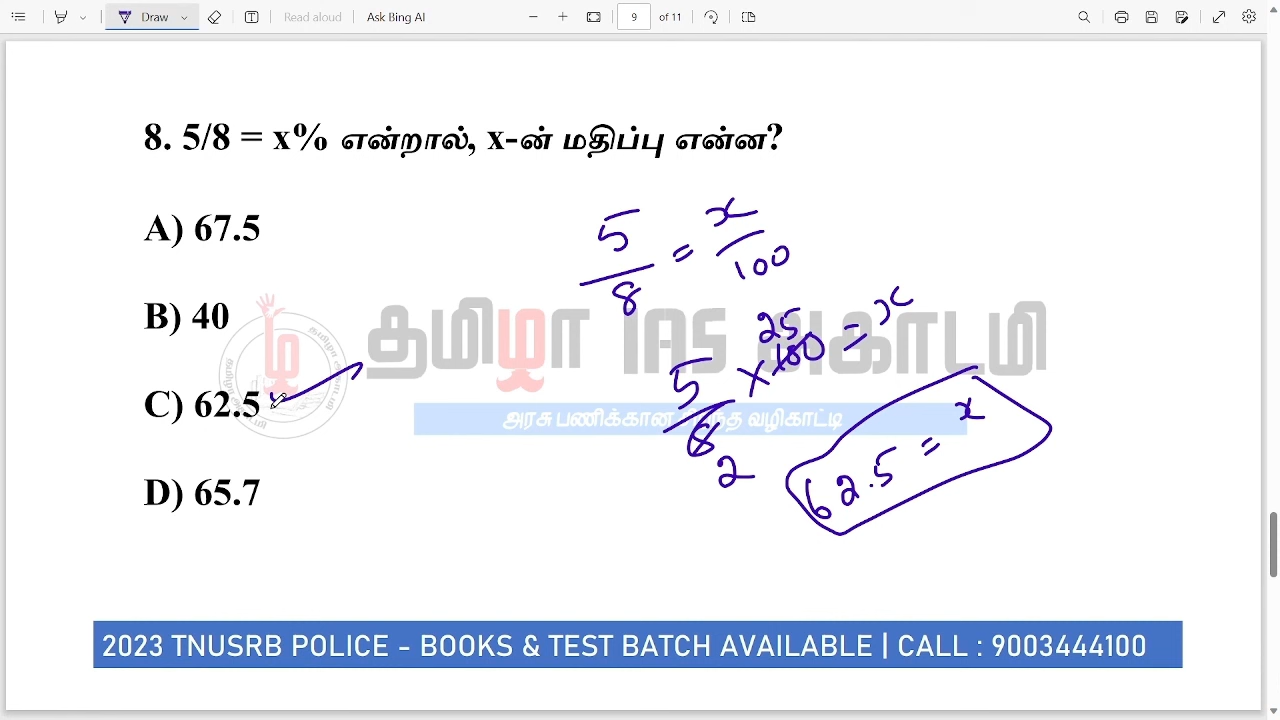 Draw
Read aloud
Ask Bing AI
9
of 11
8. 5/8 = x% என்றால், x-ன் மதிப்பு என்ன?
A) 67.5
B) 40
C) 62.5
D) 65.7
5/8 = x/100
5/8 × 100 = x
25
2
62.5 = x
தமிழா IAS அகாடமி
அரசு பணிக்கான சிறந்த வழிகாட்டி
2023 TNUSRB POLICE - BOOKS & TEST BATCH AVAILABLE | CALL : 9003444100